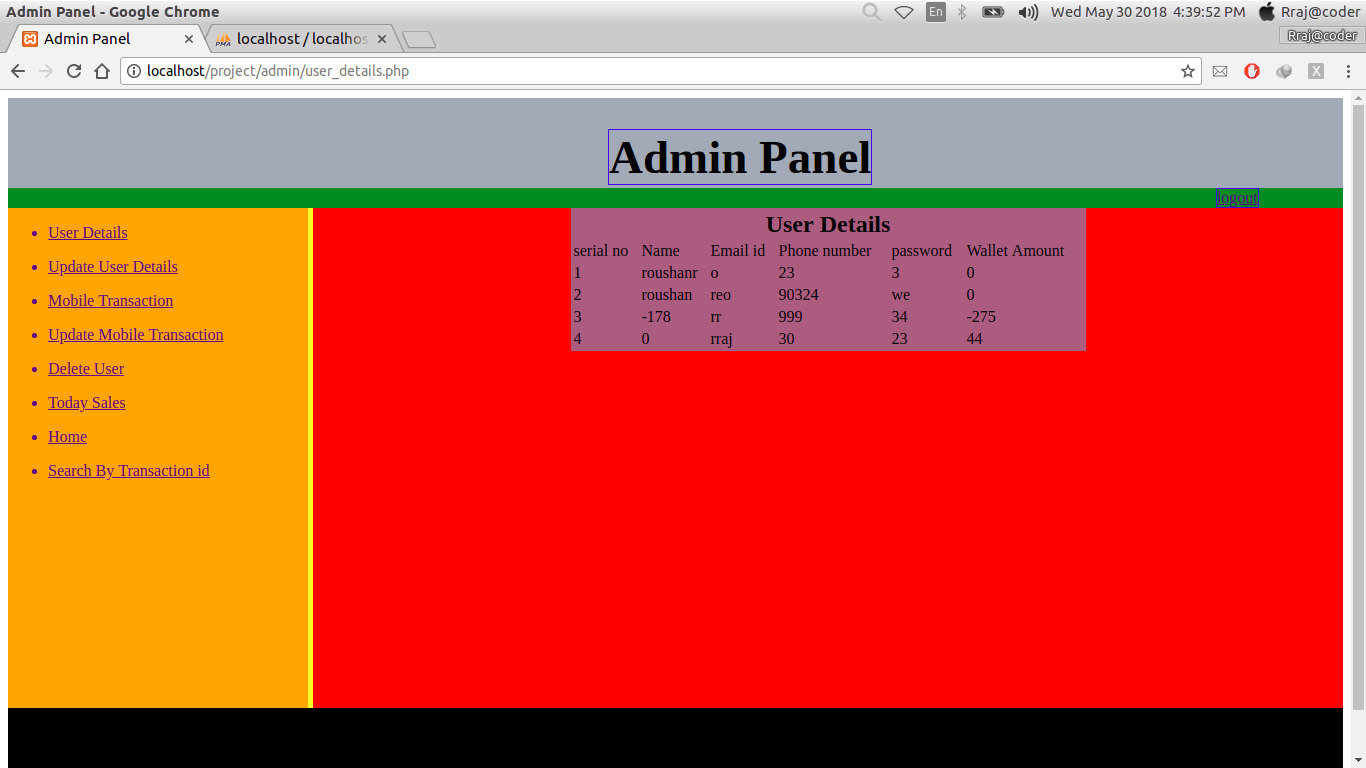 Admin Panel - Google Chrome
En
Wed May 30 2018 4:39:52 PM
Rraj@coder
Admin Panel
PMA
localhost / localhos
Rraj@coder
localhost/project/admin/user_details.php
X
Admin Panel
logout
User Details
Update User Details
Mobile Transaction
Update Mobile Transaction
Delete User
Today Sales
Home
Search By Transaction id
User Details
serial no Name Email id Phone number password Wallet Amount
1 roushanr o 23 3 0
2 roushan reo 90324 we 0
3 -178 rr 999 34 -275
4 0 rraj 30 23 44